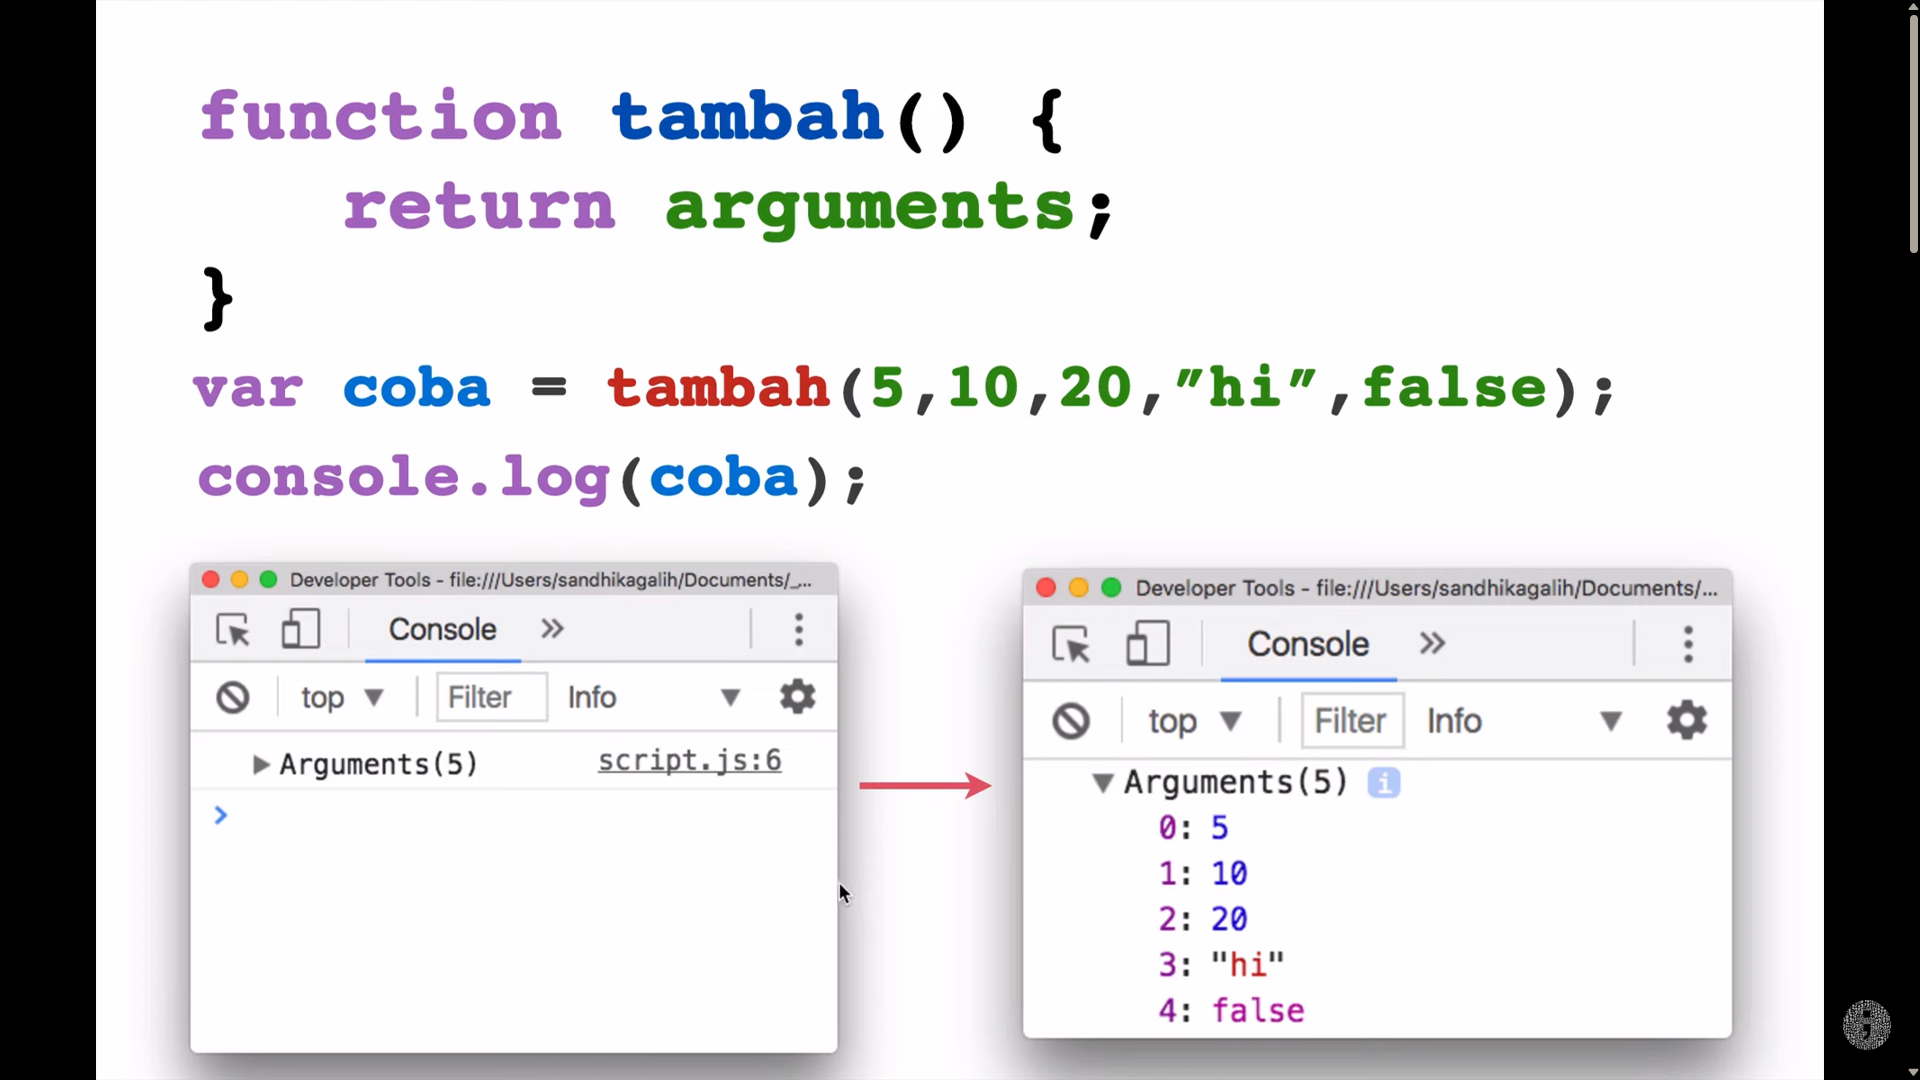 function tambah() {
return arguments;
}
var coba = tambah(5,10,20,”hi”,false);
console.log(coba);
Developer Tools - file:///Users/sandhikagalih/Documents/_...
Console »
top ▼ Filter Info ▼
▶ Arguments(5) script.js:6
>
Developer Tools - file:///Users/sandhikagalih/Documents/...
Console »
top ▼ Filter Info ▼
▼ Arguments(5) i
0: 5
1: 10
2: 20
3: "hi"
4: false